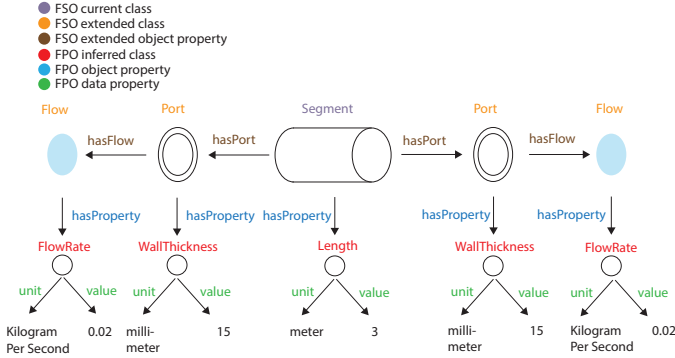 FSO current class
FSO extended class
FSO extended object property
FPO inferred class
FPO object property
FPO data property
Flow Port Segment Port Flow
hasFlow hasPort hasPort hasFlow
hasProperty hasProperty hasProperty hasProperty hasProperty
FlowRate WallThickness Length WallThickness FlowRate
unit value unit value unit value unit value unit value
Kilogram 0.02 milli- 15 meter 3 milli- 15 Kilogram 0.02
Per Second meter meter Per Second